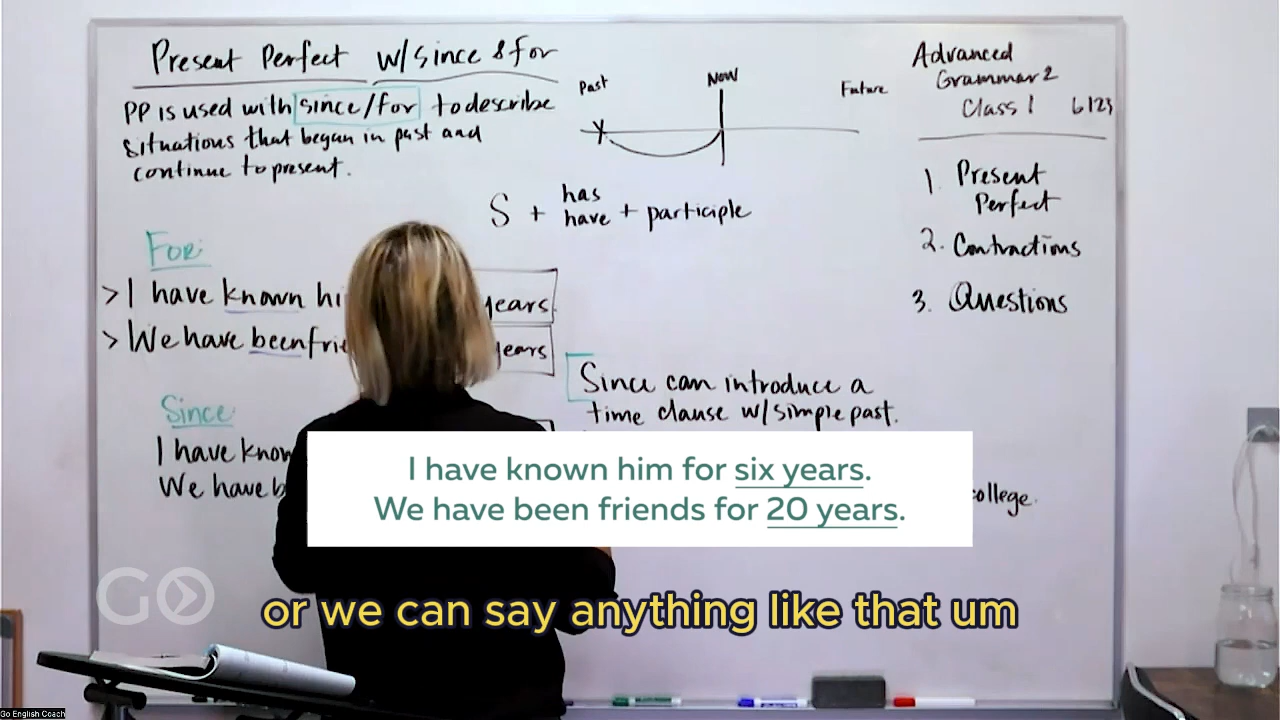 Present Perfect w/since & for
PP is used with since/for to describe
situations that began in past and
continue to present.
Past
Now
Future
S + has
have + participle
Advanced
Grammar 2
Class 1 6123
1. Present
Perfect
2. Contractions
3. Questions
For:
> I have known hi
years.
> We have been frie
years
Since
I have know
We have b
Since can introduce a
time clause w/simple past.
college.
I have known him for six years.
We have been friends for 20 years.
GO
or we can say anything like that um
Go English Coach